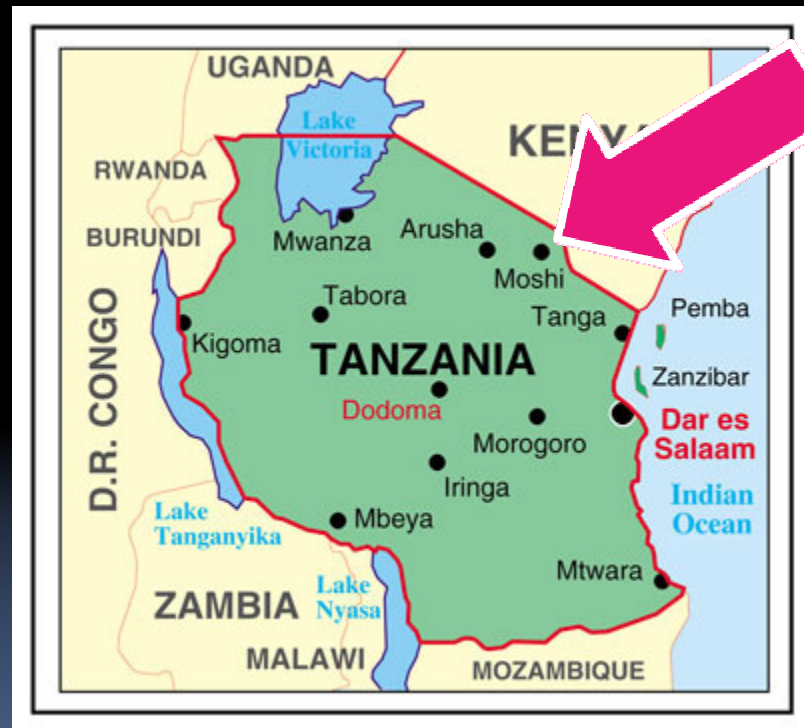 UGANDA
Lake
Victoria
KENYA
RWANDA
BURUNDI
Mwanza
Arusha
Moshi
Tabora
Tanga
Pemba
Kigoma
TANZANIA
Zanzibar
Dodoma
Morogoro
Dar es
Salaam
D.R. CONGO
Iringa
Indian
Ocean
Lake
Tanganyika
Mbeya
Mtwara
ZAMBIA
Lake
Nyasa
MALAWI
MOZAMBIQUE